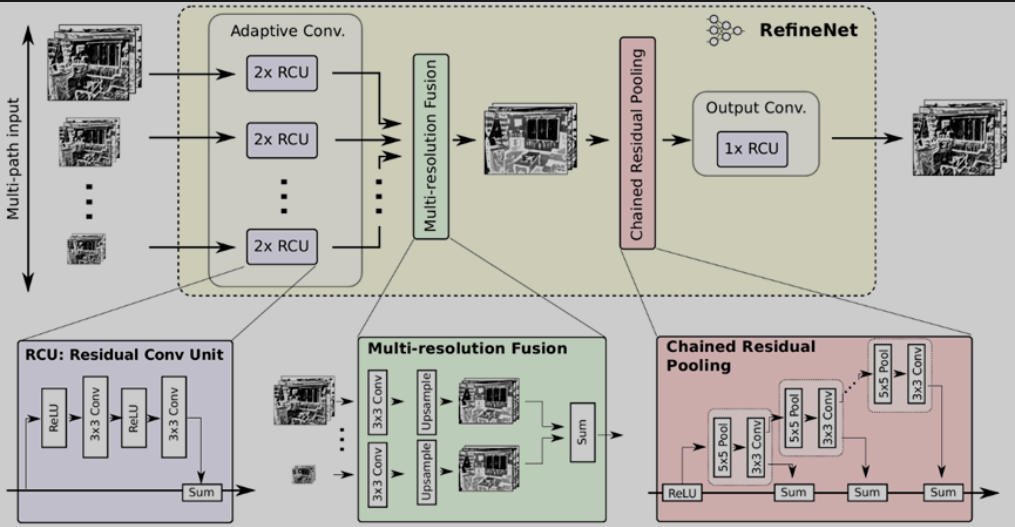 Multi-path input
Adaptive Conv.
2x RCU
2x RCU
2x RCU
Multi-resolution Fusion
Chained Residual Pooling
RefineNet
Output Conv.
1x RCU
RCU: Residual Conv Unit
ReLU
3x3 Conv
ReLU
3x3 Conv
Sum
Multi-resolution Fusion
3x3 Conv
Upsample
3x3 Conv
Upsample
Sum
Chained Residual
Pooling
ReLU
5x5 Pool
3x3 Conv
5x5 Pool
3x3 Conv
5x5 Pool
3x3 Conv
Sum
Sum
Sum